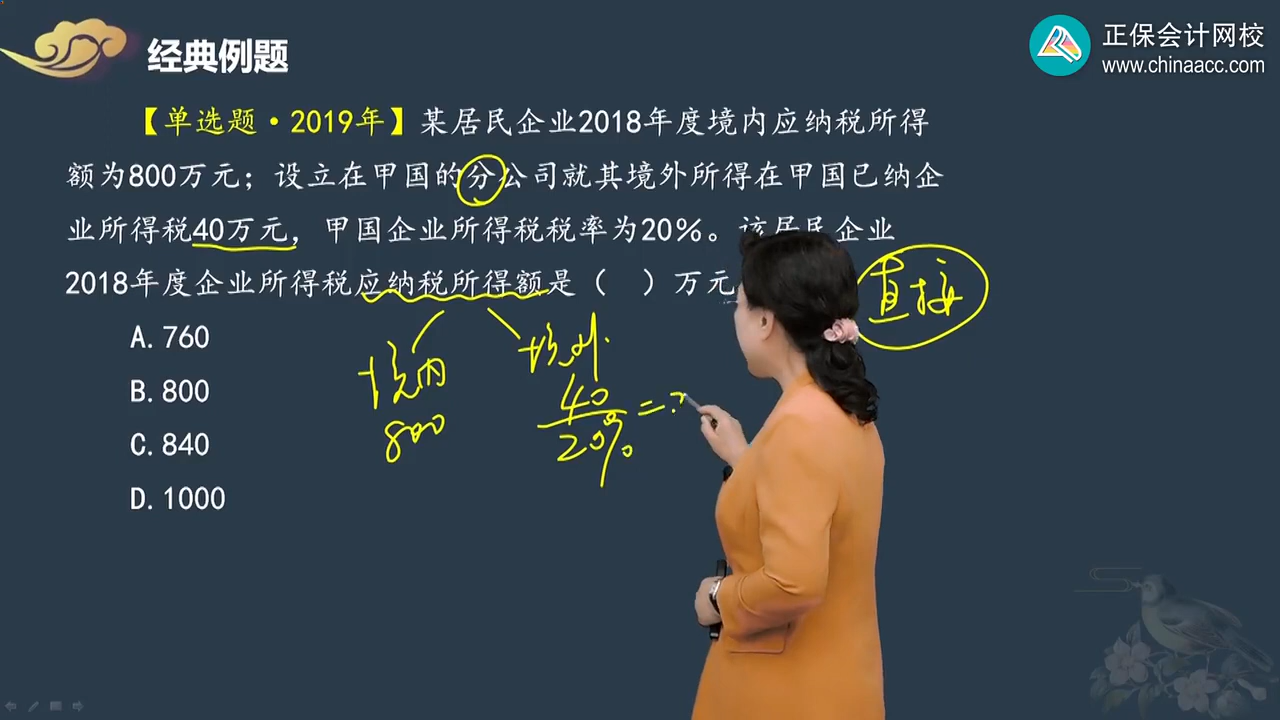 经典例题
正保会计网校
www.chinaacc.com
【单选题·2019年】某居民企业2018年度境内应纳税所得
额为800万元；设立在甲国的分公司就其境外所得在甲国已纳企
业所得税40万元，甲国企业所得税税率为20%。该居民企业
2018年度企业所得税应纳税所得额是（ ）万元
直接
A. 760
B. 800
C. 840
D. 1000
境内
800
境外
40
20%
=?